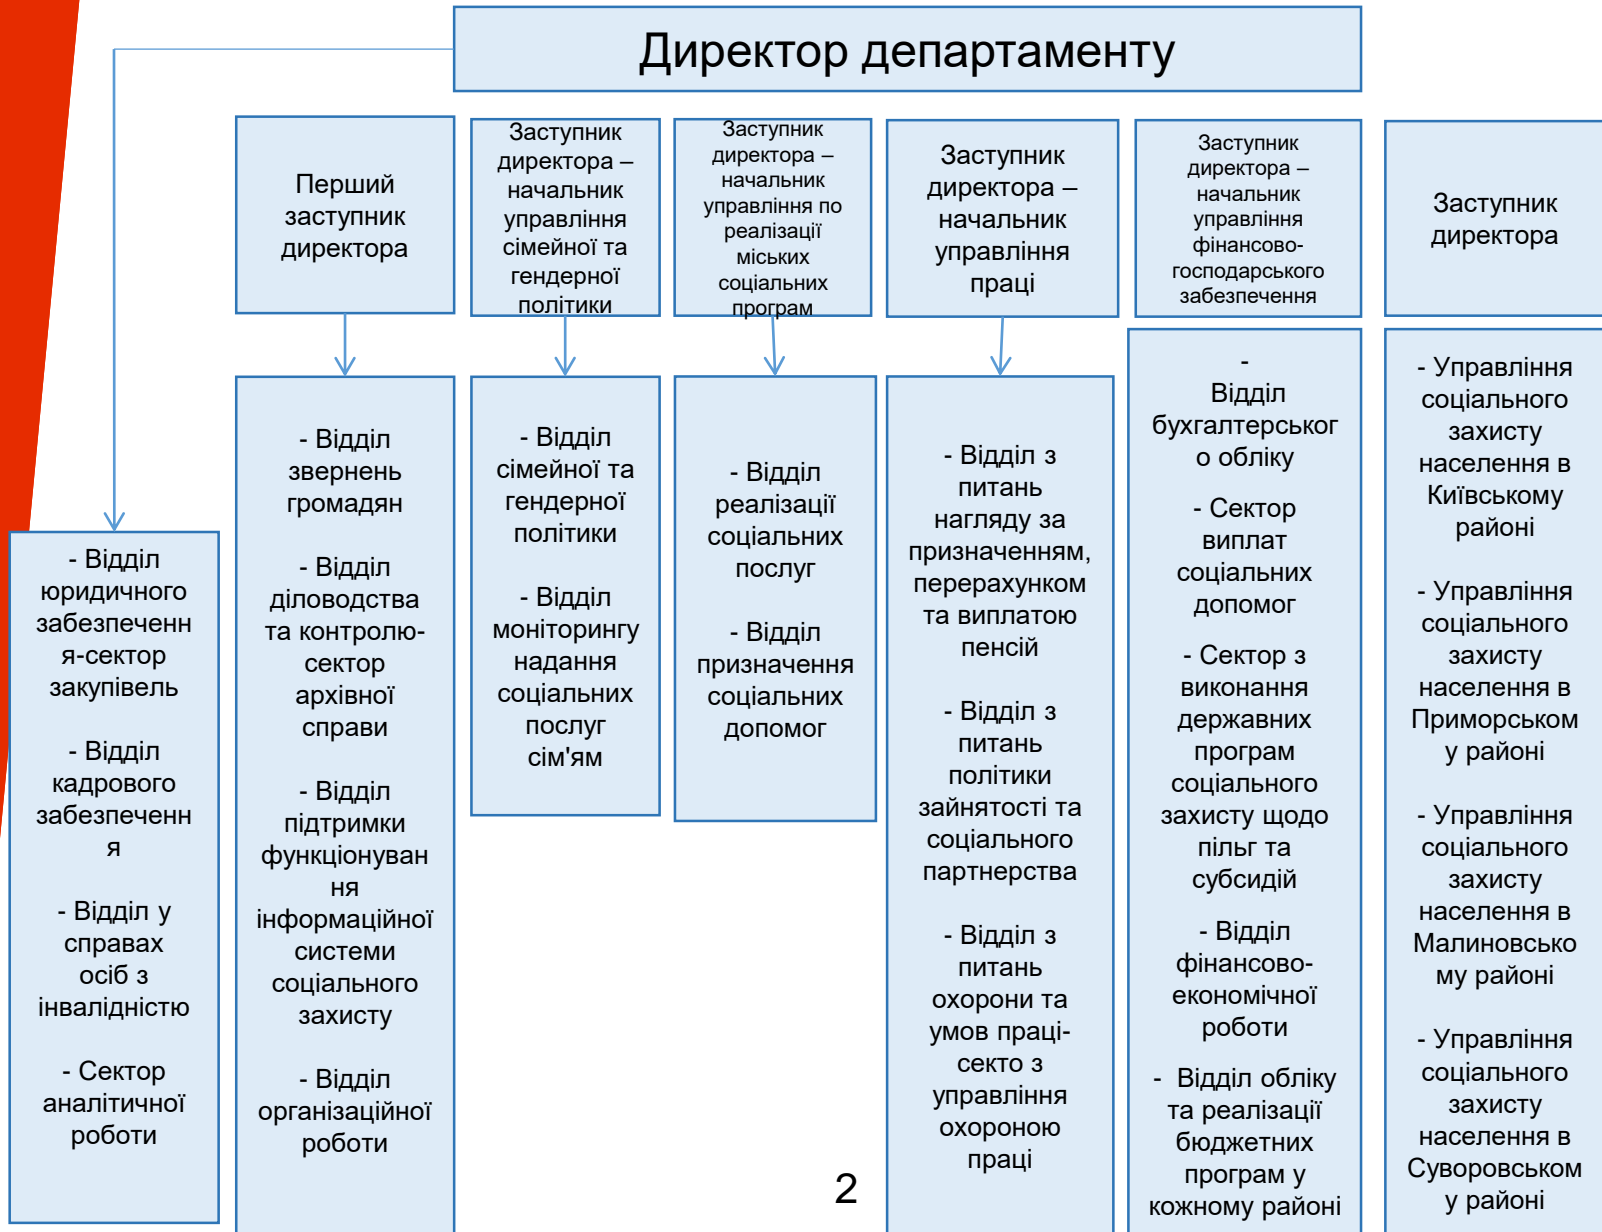 Директор департаменту
Перший
заступник
директора
Заступник
директора –
начальник
управління
сімейної та
гендерної
політики
Заступник
директора –
начальник
управління по
реалізації
міських
соціальних
програм
Заступник
директора –
начальник
управління
праці
Заступник
директора –
начальник
управління
фінансово-
господарського
забезпечення
Заступник
директора
- Відділ
юридичного
забезпеченн
я-сектор
закупівель
- Відділ
кадрового
забезпеченн
я
- Відділ у
справах
осіб з
інвалідністю
- Сектор
аналітичної
роботи
- Відділ
звернень
громадян
- Відділ
діловодства
та контролю-
сектор
архівної
справи
- Відділ
підтримки
функціонуван
ня
інформаційної
системи
соціального
захисту
- Відділ
організаційної
роботи
- Відділ
сімейної та
гендерної
політики
- Відділ
моніторингу
надання
соціальних
послуг
сім'ям
- Відділ
реалізації
соціальних
послуг
- Відділ
призначення
соціальних
допомог
- Відділ з
питань
нагляду за
призначенням,
перерахунком
та виплатою
пенсій
- Відділ з
питань
політики
зайнятості та
соціального
партнерства
- Відділ з
питань
охорони та
умов праці-
секто з
управління
охороною
праці
-
Відділ
бухгалтерськог
о обліку
- Сектор
виплат
соціальних
допомог
- Сектор з
виконання
державних
програм
соціального
захисту щодо
пільг та
субсидій
- Відділ
фінансово-
економічної
роботи
- Відділ обліку
та реалізації
бюджетних
програм у
кожному районі
- Управління
соціального
захисту
населення в
Київському
районі
- Управління
соціального
захисту
населення в
Приморськом
у районі
- Управління
соціального
захисту
населення в
Малиновсько
му районі
- Управління
соціального
захисту
населення в
Суворовськом
у районі
2